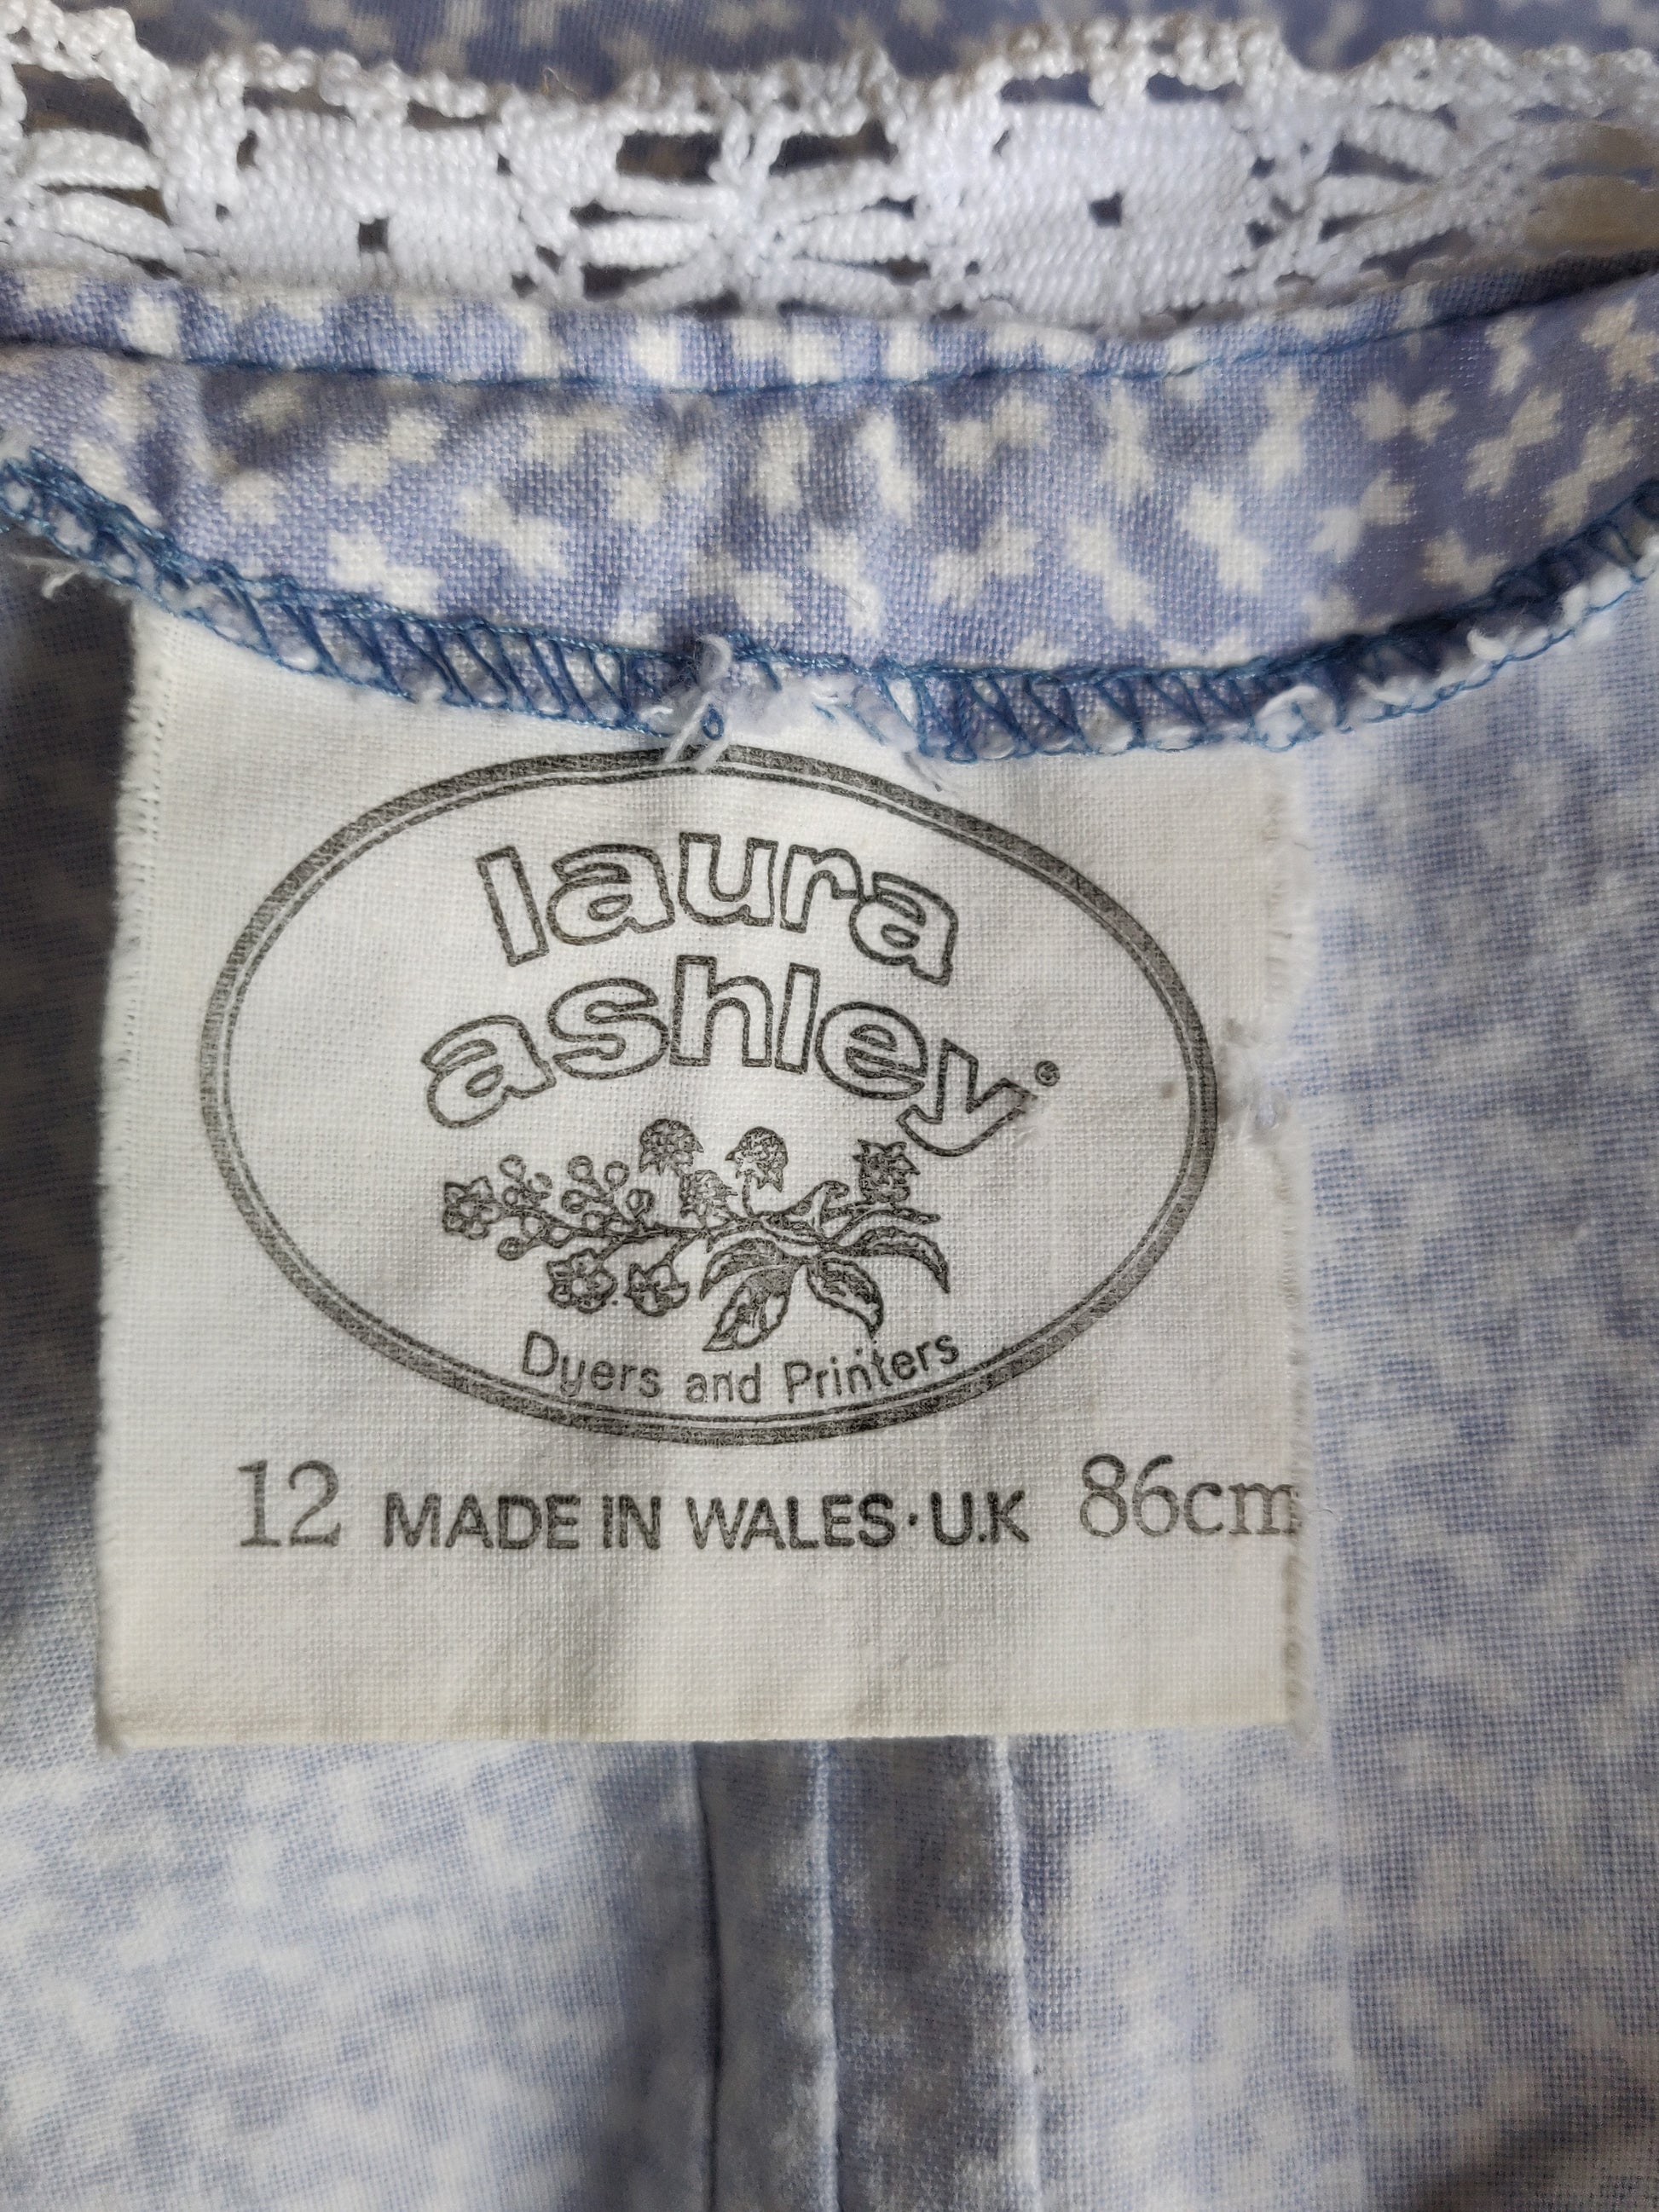 laura
ashley®
Dyers and Printers
12 MADE IN WALES·U.K 86cm